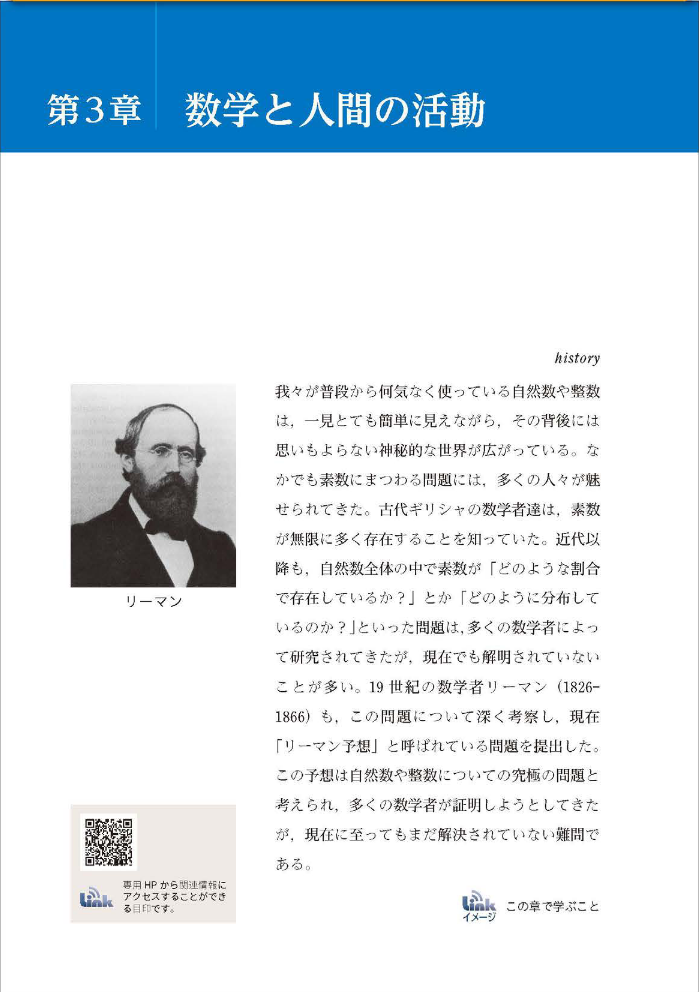 第3章 数学と人間の活動
history
我々が普段から何気なく使っている自然数や整数
は，一見とても簡単に見えながら，その背後には
思いもよらない神秘的な世界が広がっている。な
かでも素数にまつわる問題には，多くの人々が魅
せられてきた。古代ギリシャの数学者達は，素数
が無限に多く存在することを知っていた。近代以
降も，自然数全体の中で素数が「どのような割合
で存在しているか？」とか「どのように分布して
いるのか？」といった問題は，多くの数学者によっ
て研究されてきたが，現在でも解明されていない
ことが多い。19 世紀の数学者リーマン（1826-
1866）も，この問題について深く考察し，現在
「リーマン予想」と呼ばれている問題を提出した。
この予想は自然数や整数についての究極の問題と
考えられ，多くの数学者が証明しようとしてきた
が，現在に至ってもまだ解決されていない難問で
ある。
リーマン
Link
専用 HP から関連情報に
アクセスすることができ
る目印です。
Link
イメージ
この章で学ぶこと